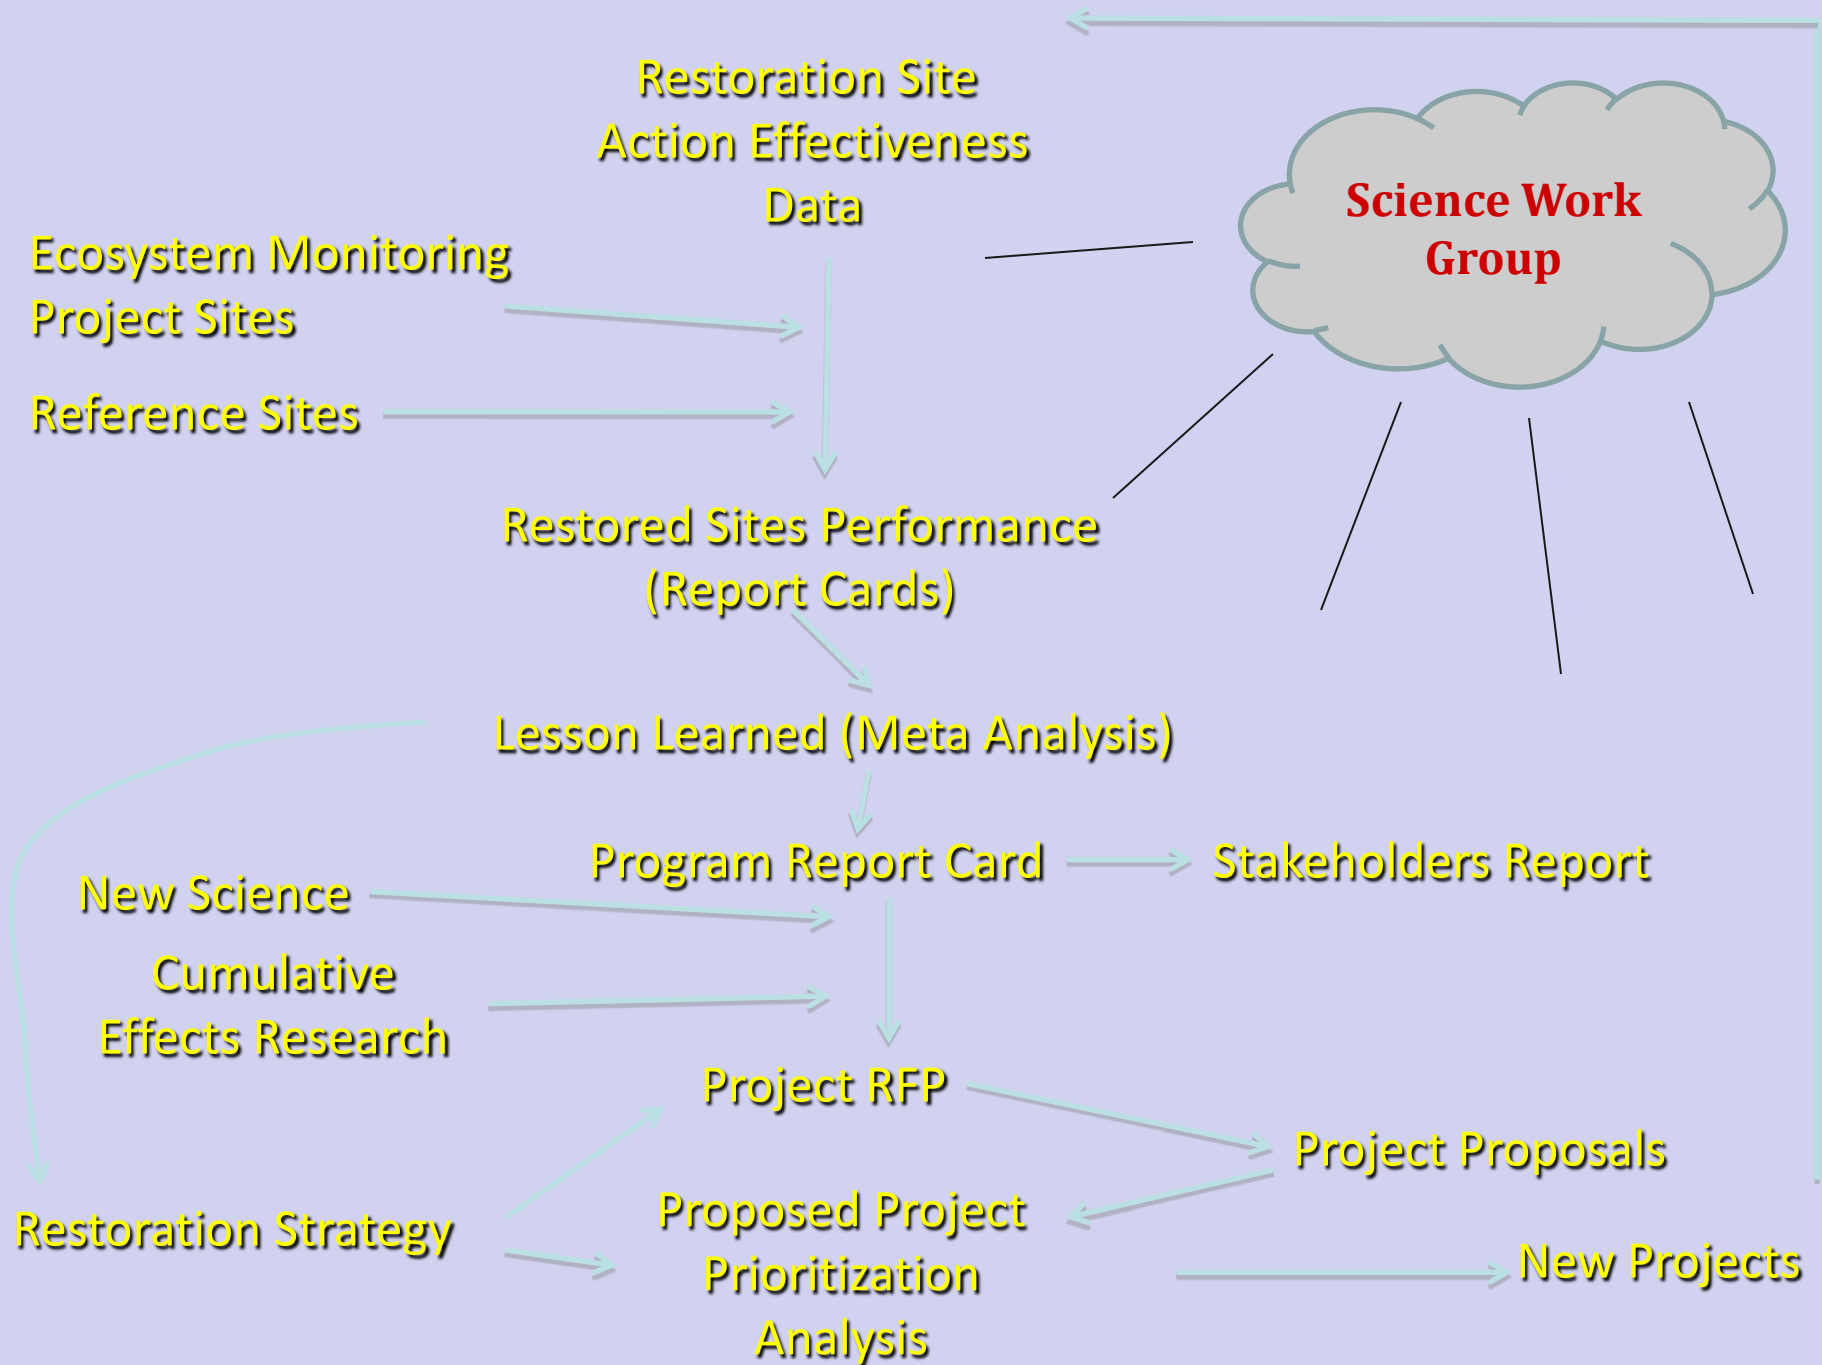 Restoration Site
Action Effectiveness
Data
Science Work
Group
Ecosystem Monitoring
Project Sites
Reference Sites
Restored Sites Performance
(Report Cards)
Lesson Learned (Meta Analysis)
Program Report Card
Stakeholders Report
New Science
Cumulative
Effects Research
Project RFP
Project Proposals
Restoration Strategy
Proposed Project
Prioritization
Analysis
New Projects